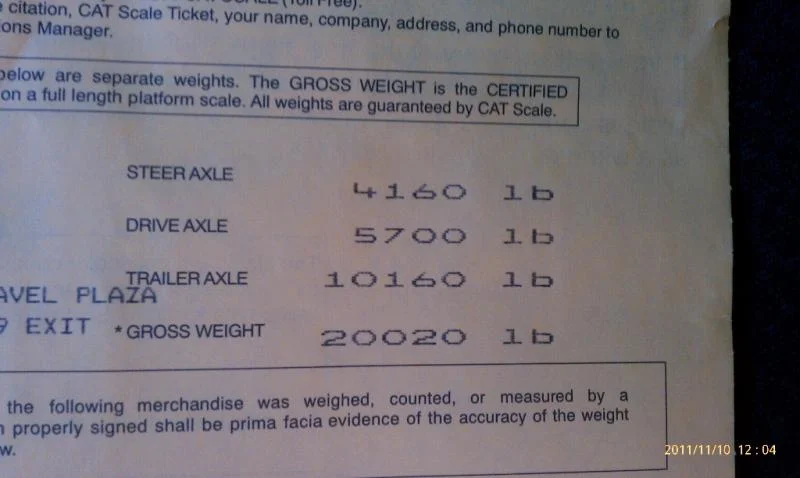 citation, CAT Scale Ticket, your name, company, address, and phone number to
ons Manager.
below are separate weights. The GROSS WEIGHT is the CERTIFIED
on a full length platform scale. All weights are guaranteed by CAT Scale.
STEER AXLE 4160 lb
DRIVE AXLE 5700 lb
TRAILER AXLE 10160 lb
AVEL PLAZA
9 EXIT * GROSS WEIGHT 20020 lb
the following merchandise was weighed, counted, or measured by a
properly signed shall be prima facia evidence of the accuracy of the weight
w.
2011/11/10 12:04